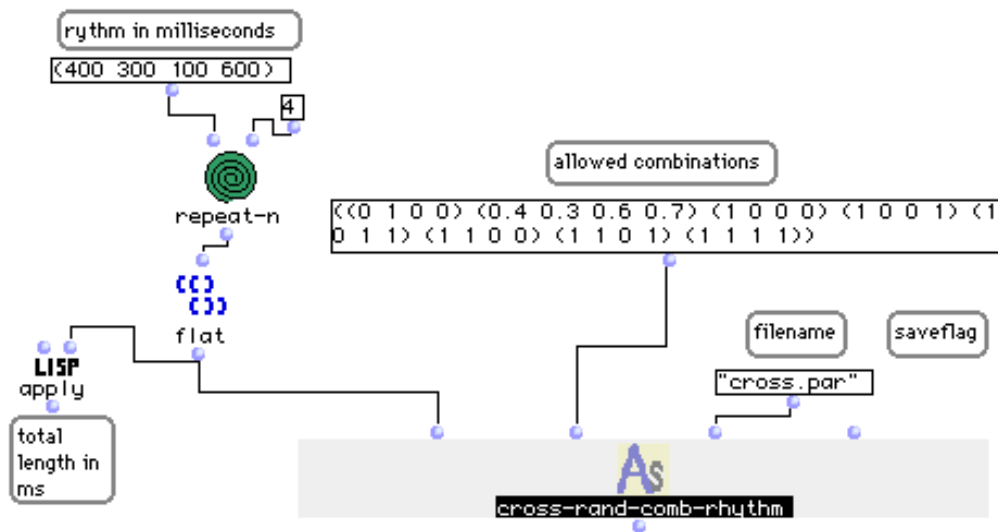 rythm in milliseconds
(400 300 100 600)
4
repeat-n
allowed combinations
((0 1 0 0) (0.4 0.3 0.6 0.7) (1 0 0 0) (1 0 0 1) (1
0 1 1) (1 1 0 0) (1 1 0 1) (1 1 1 1))
(()
())
flat
filename
saveflag
LISP
apply
"cross.par"
total
length in
ms
As
cross-rand-comb-rhythm